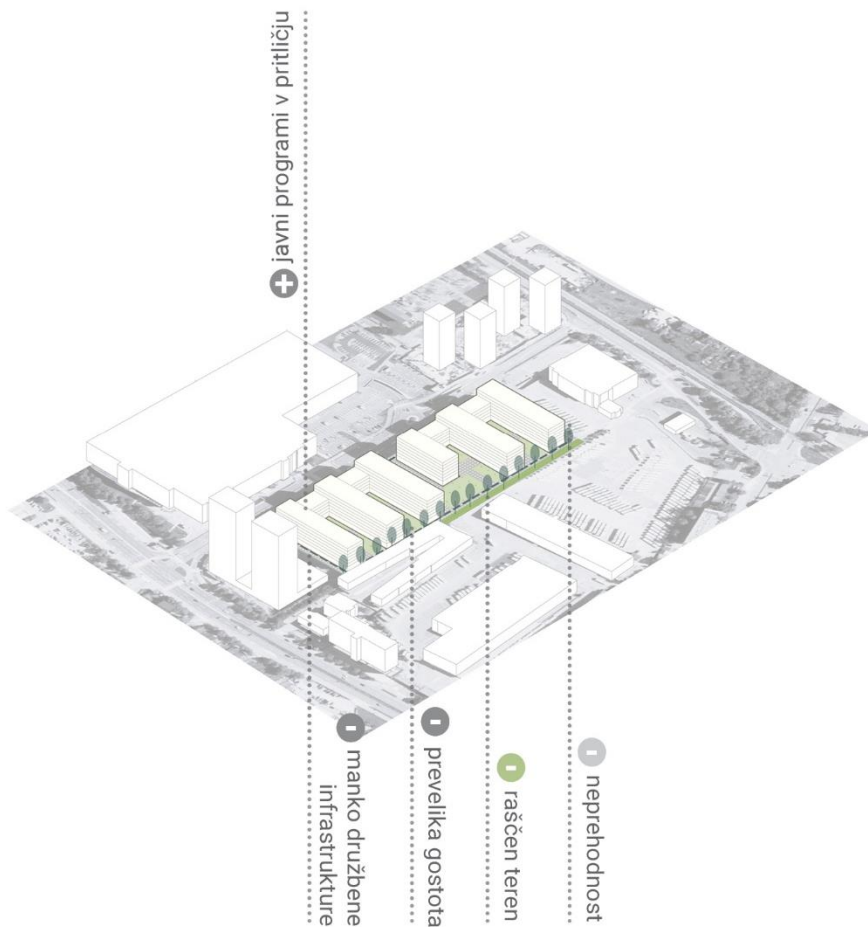 javni programi v pritličju
neprehodnost
raščen teren
prevelika gostota
manko družbene
infrastrukture